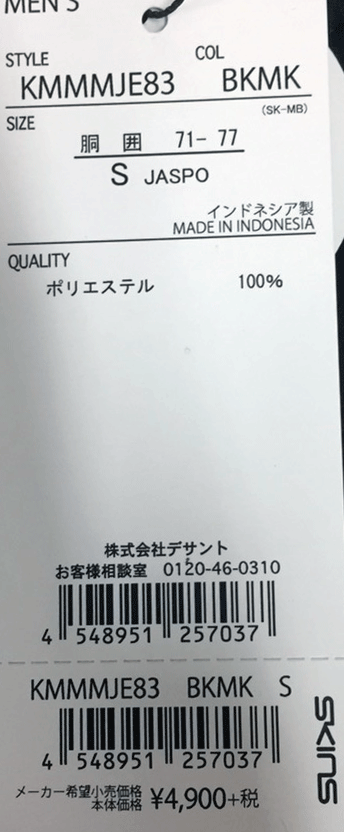 MEN'S
STYLE COL
KMMMJE83 BKMK
(SK-MB)
SIZE
胴 囲 71- 77
S JASPO
インドネシア製
MADE IN INDONESIA
QUALITY
ポリエステル 100%
株式会社デサント
お客様相談室 0120-46-0310
4 548951 257037
KMMMJE83 BKMK S
4 548951 257037
SKINS
メーカー希望小売価格
本体価格 ¥4,900+税